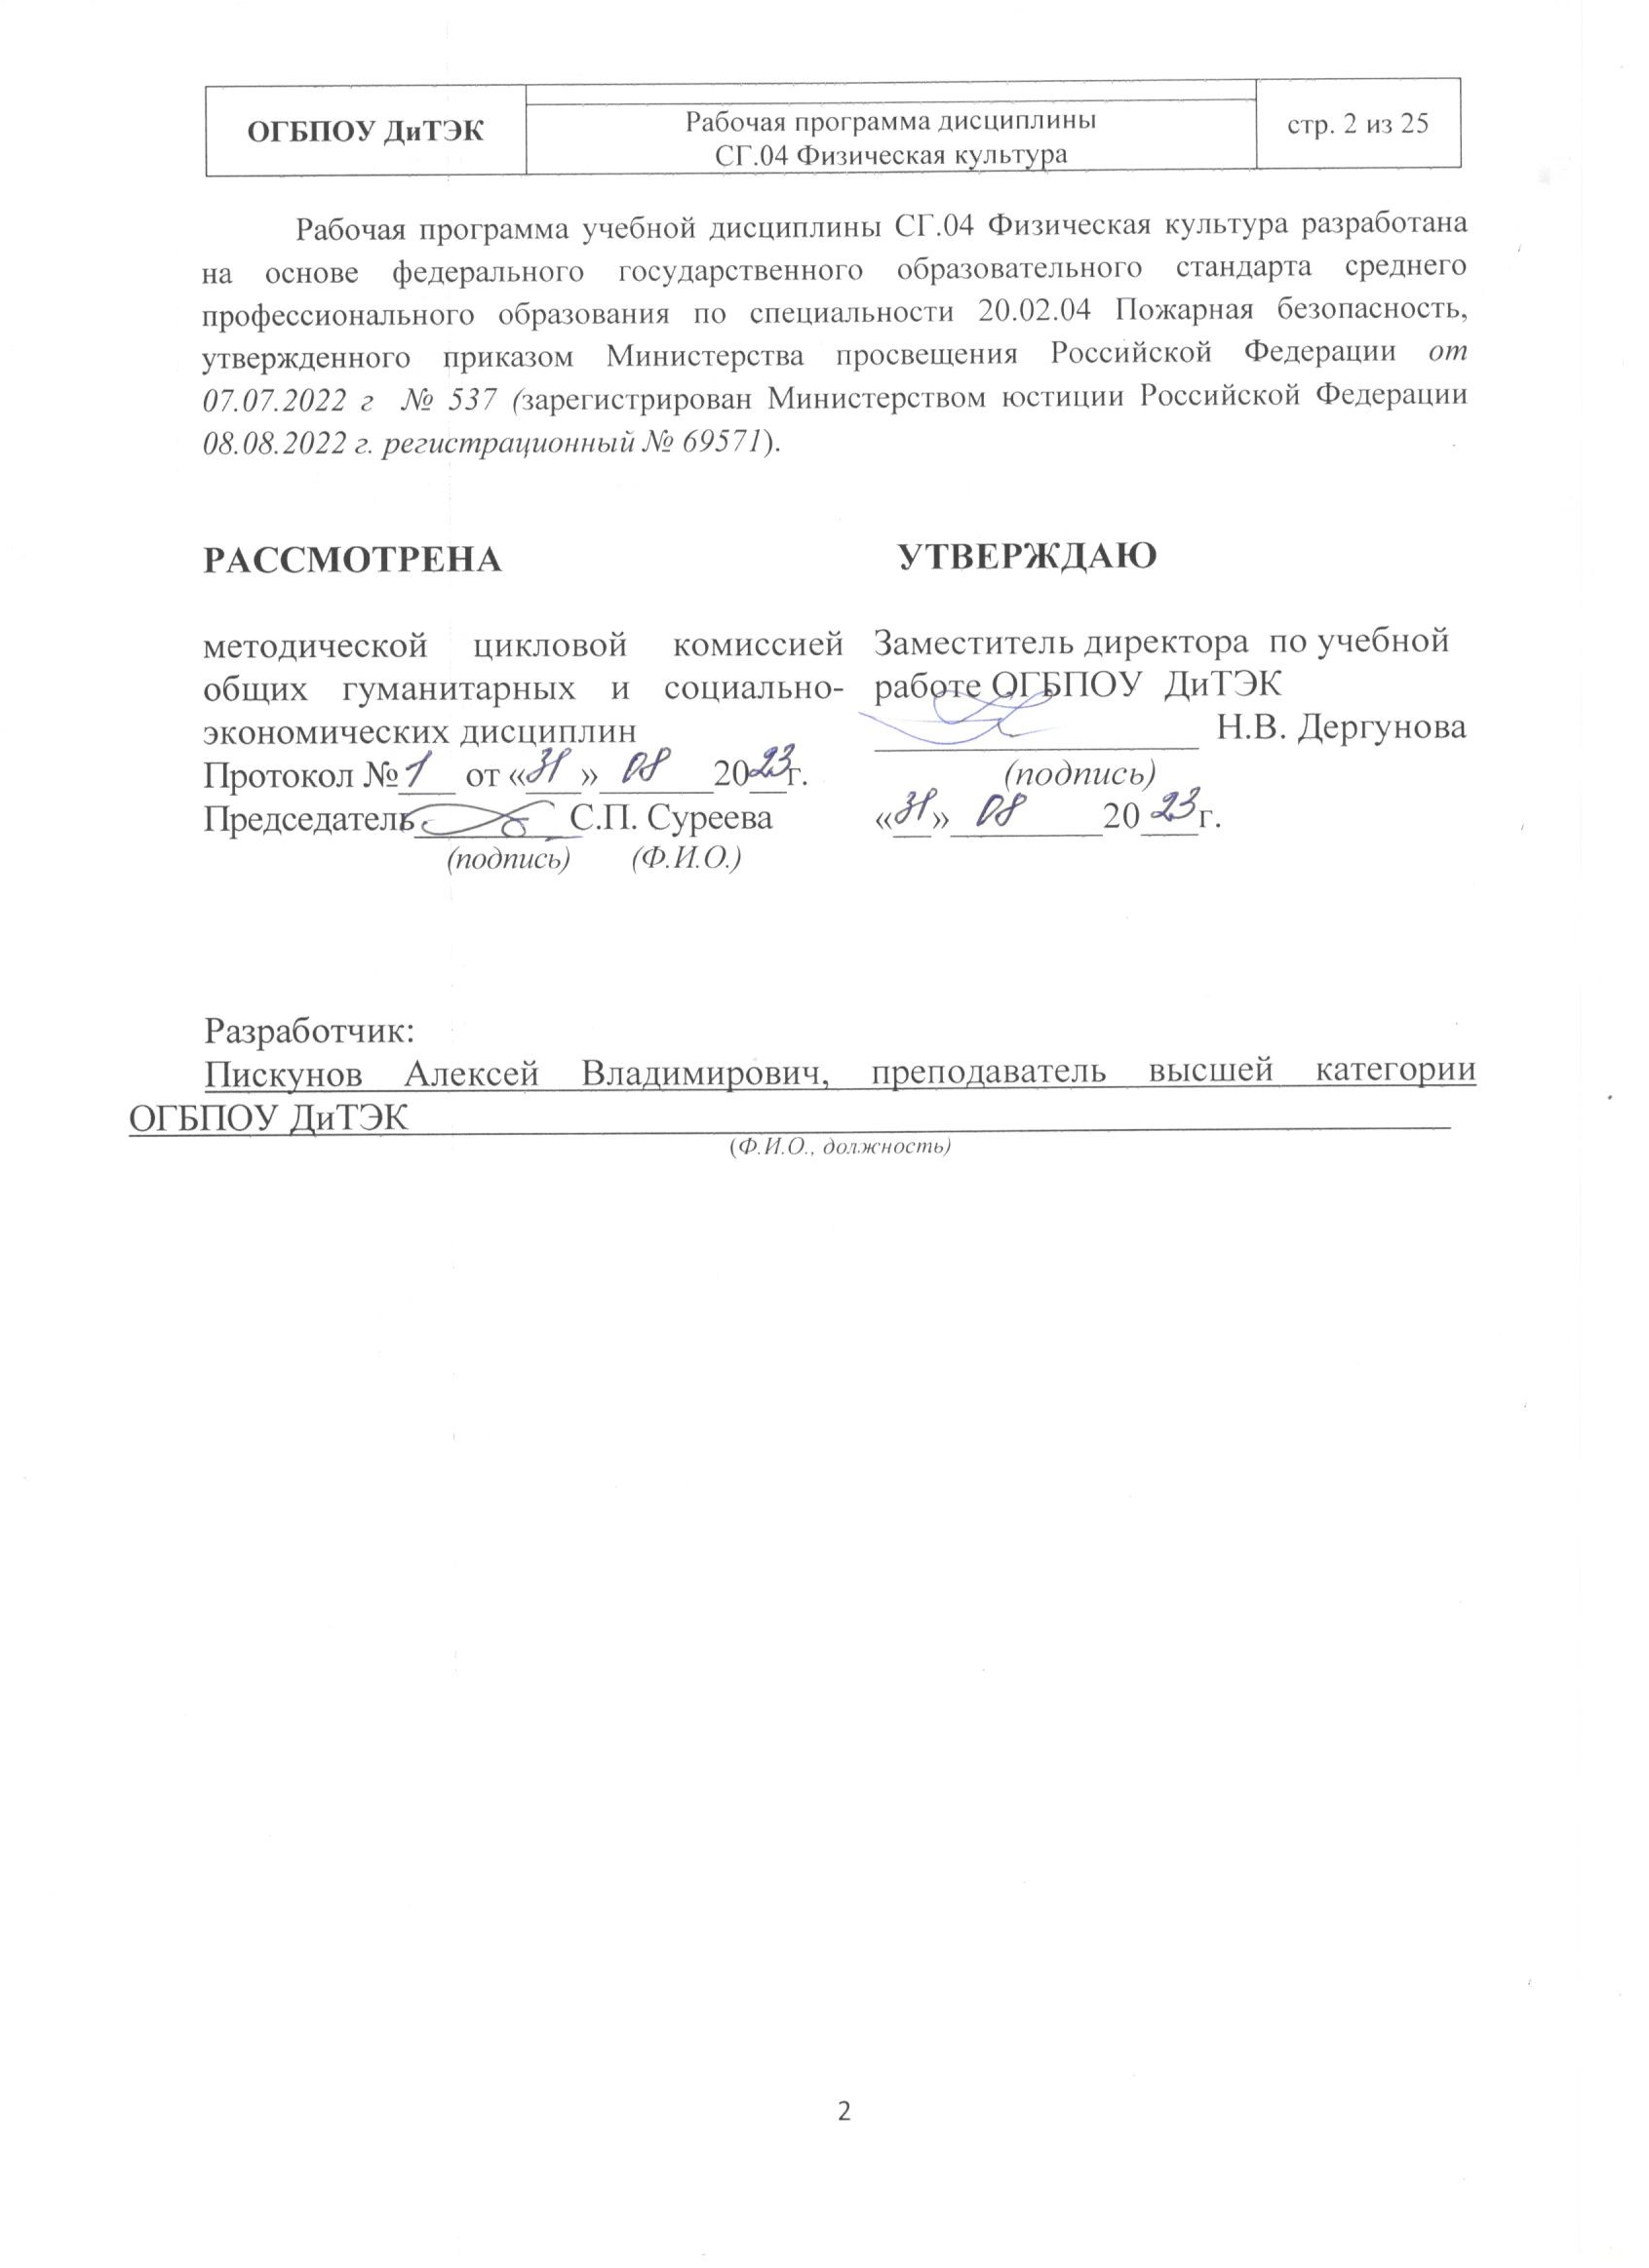 ОГБПОУ ДиТЭК
Рабочая программа дисциплины
СГ.04 Физическая культура
стр. 2 из 25
Рабочая программа учебной дисциплины СГ.04 Физическая культура разработана
на основе федерального государственного образовательного стандарта среднего
профессионального образования по специальности 20.02.04 Пожарная безопасность,
утвержденного приказом Министерства просвещения Российской Федерации от
07.07.2022 г № 537 (зарегистрирован Министерством юстиции Российской Федерации
08.08.2022 г. регистрационный № 69571).
РАССМОТРЕНА
методической цикловой комиссией
общих гуманитарных и социально-
экономических дисциплин
Протокол № 1 от «31» 08 2023г.
Председатель С.П. Суреева
(подпись) (Ф.И.О.)
УТВЕРЖДАЮ
Заместитель директора по учебной
работе ОГБПОУ ДиТЭК
Н.В. Дергунова
(подпись)
«31» 08 2023г.
Разработчик:
Пискунов Алексей Владимирович, преподаватель высшей категории
ОГБПОУ ДиТЭК
(Ф.И.О., должность)
2